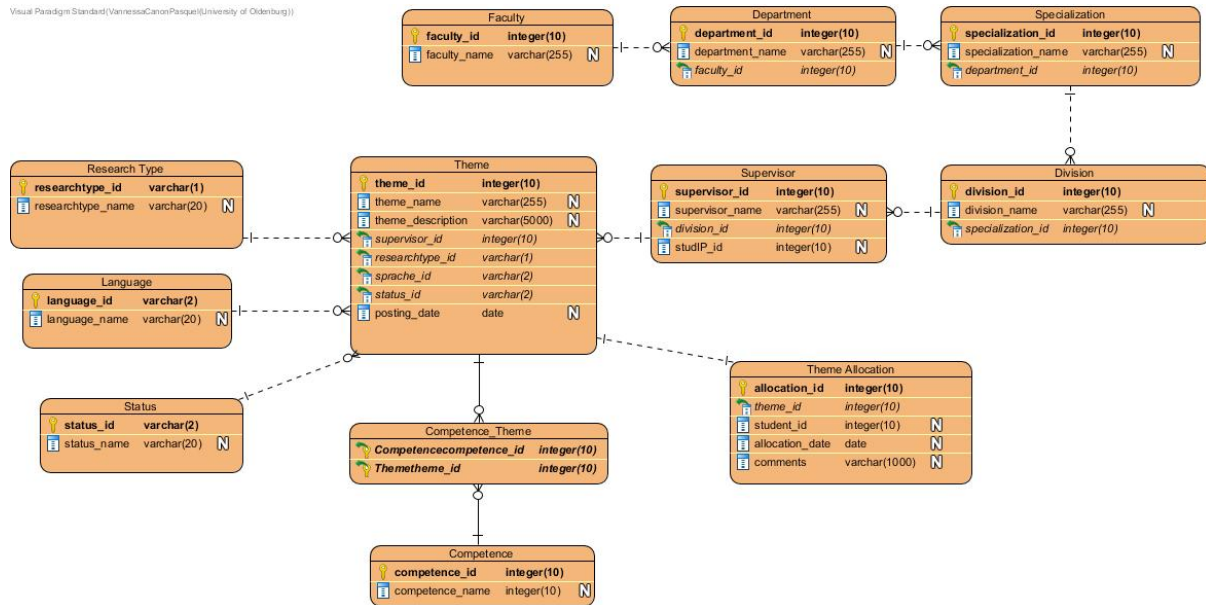 Visual Paradigm Standard(VannessaCanonPasquel(University of Oldenburg))
Faculty
faculty_id integer(10)
faculty_name varchar(255) N
Department
department_id integer(10)
department_name varchar(255) N
faculty_id integer(10)
Specialization
specialization_id integer(10)
specialization_name varchar(255) N
department_id integer(10)
Research Type
researchtype_id varchar(1)
researchtype_name varchar(20) N
Theme
theme_id integer(10)
theme_name varchar(255) N
theme_description varchar(5000) N
supervisor_id integer(10)
researchtype_id varchar(1)
sprache_id varchar(2)
status_id varchar(2)
posting_date date N
Supervisor
supervisor_id integer(10)
supervisor_name varchar(255) N
division_id integer(10)
studIP_id integer(10) N
Division
division_id integer(10)
division_name varchar(255) N
specialization_id integer(10)
Language
language_id varchar(2)
language_name varchar(20) N
Status
status_id varchar(2)
status_name varchar(20) N
Theme Allocation
allocation_id integer(10)
theme_id integer(10)
student_id integer(10) N
allocation_date date N
comments varchar(1000) N
Competence_Theme
Competencecompetence_id integer(10)
Themetheme_id integer(10)
Competence
competence_id integer(10)
competence_name integer(10) N